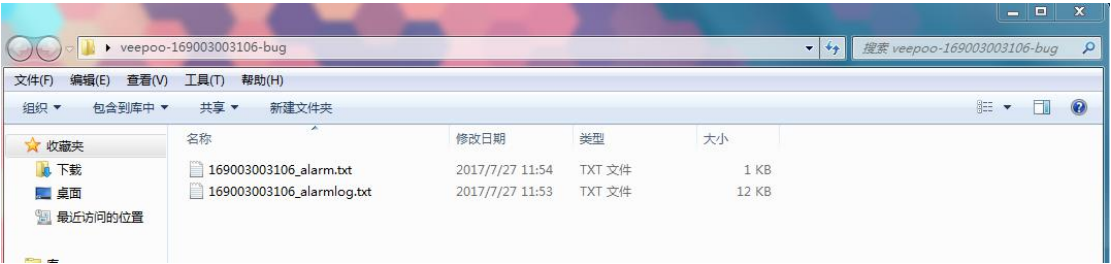 veepoo-169003003106-bug
搜索 veepoo-169003003106-bug
文件(F) 编辑(E) 查看(V) 工具(T) 帮助(H)
组织 包含到库中 共享 新建文件夹
收藏夹
下载
桌面
最近访问的位置
名称 修改日期 类型 大小
169003003106_alarm.txt 2017/7/27 11:54 TXT 文件 1 KB
169003003106_alarmlog.txt 2017/7/27 11:53 TXT 文件 12 KB